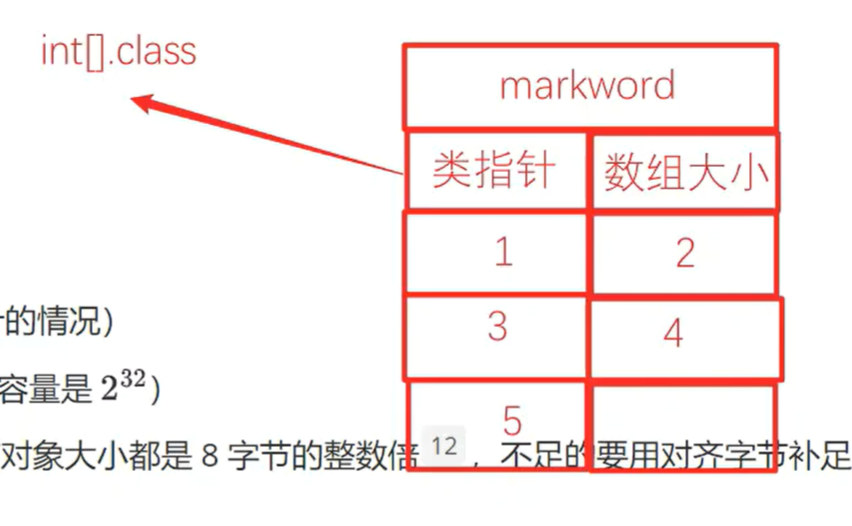 int[].class
markword
类指针 数组大小
1 2
3 4
的情况）
容量是 2^32）
5
对象大小都是 8 字节的整数倍 12 ，不足的要用对齐字节补足